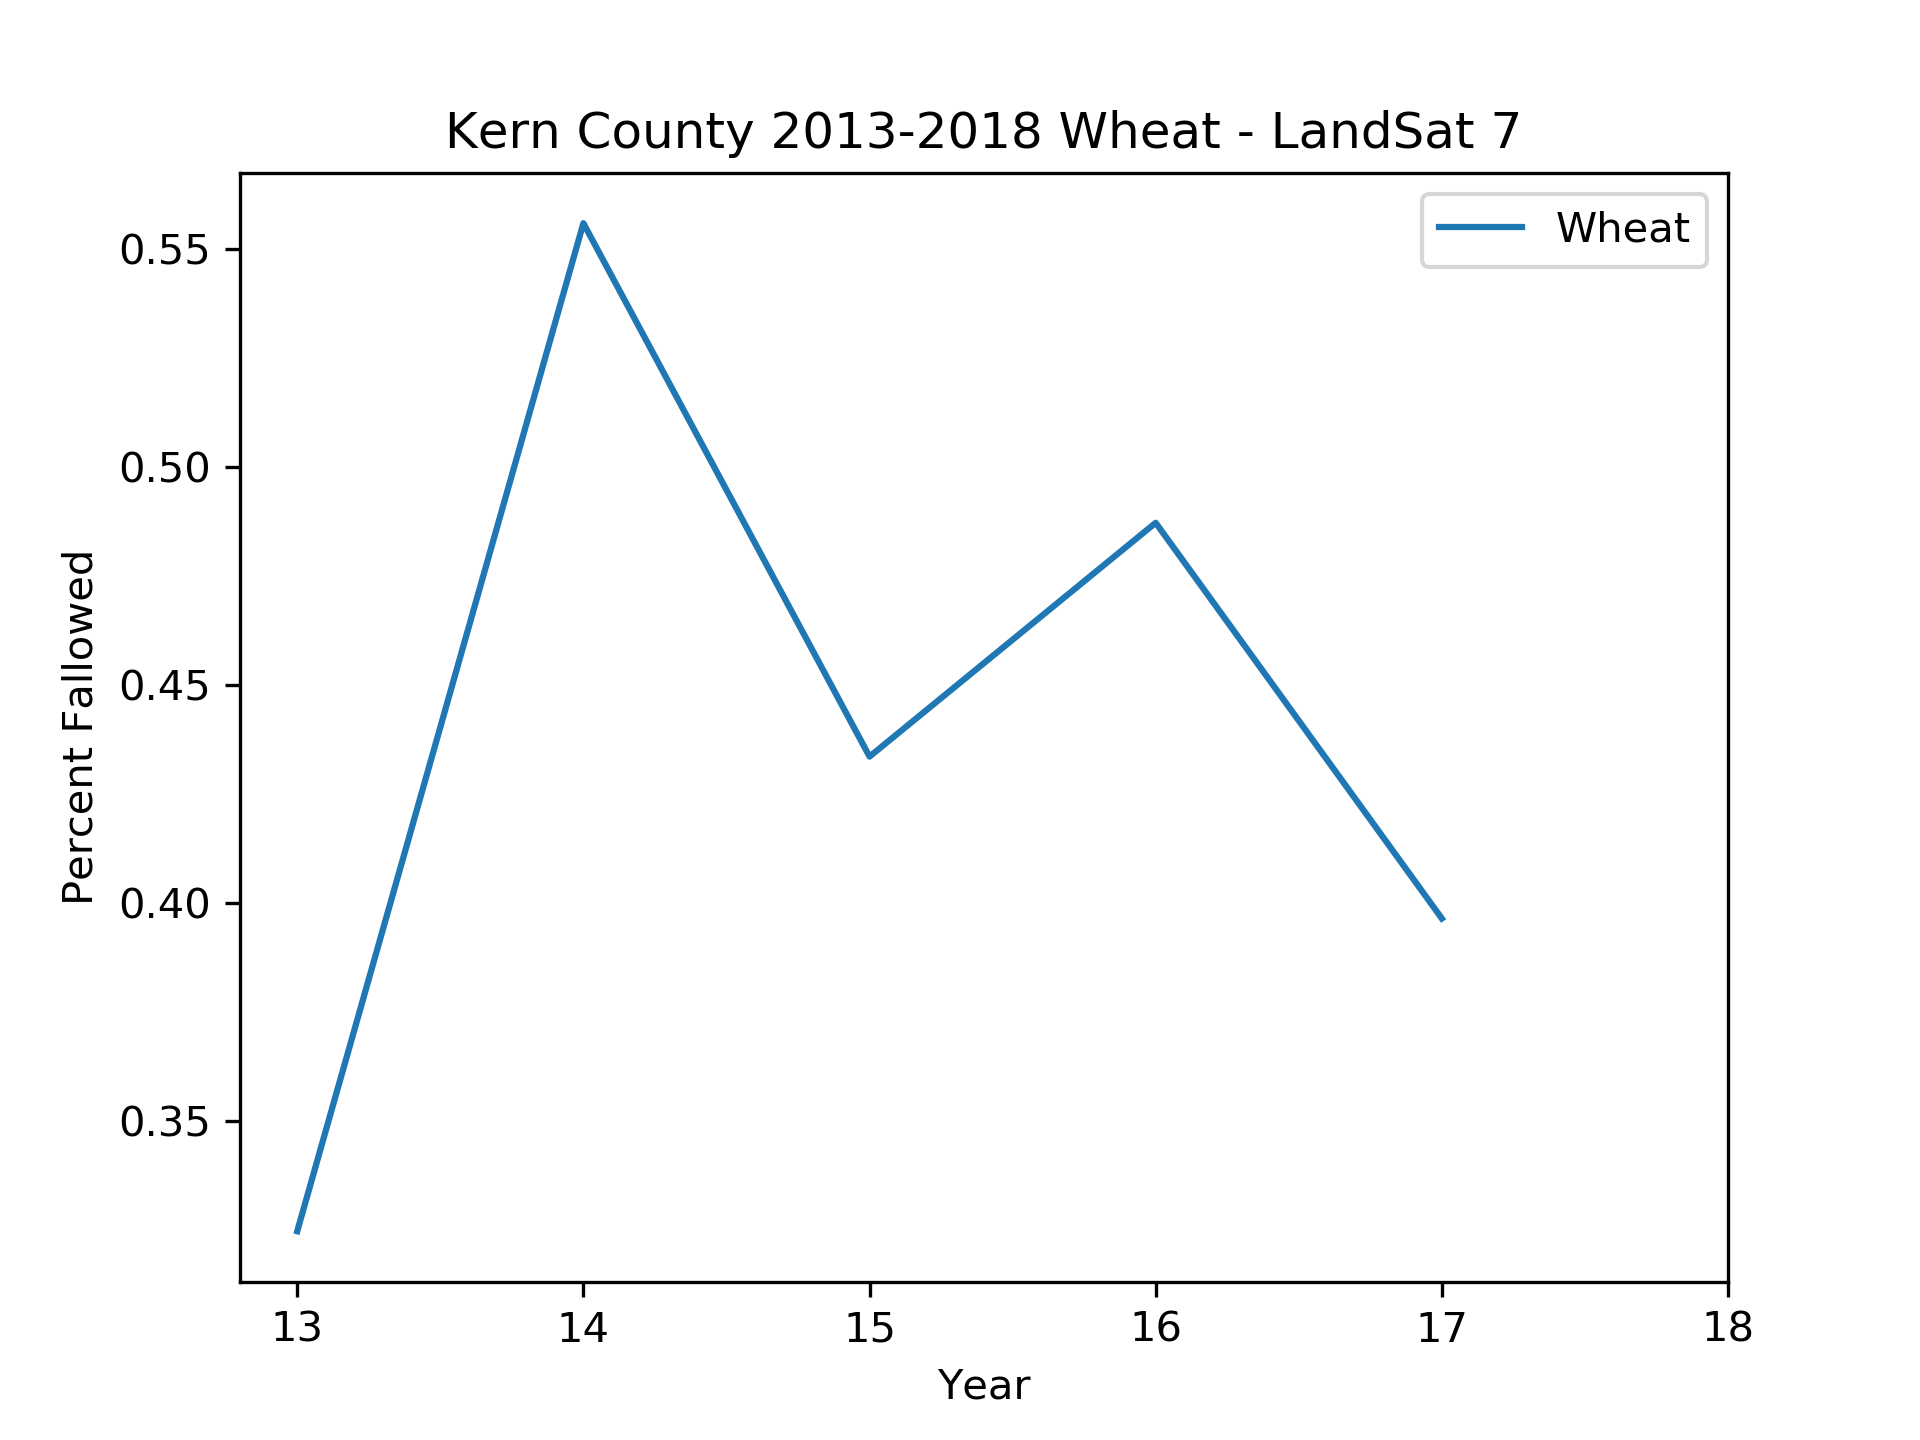 Kern County 2013-2018 Wheat - LandSat 7
Wheat
0.55
0.50
0.45
0.40
0.35
Percent Fallowed
13 14 15 16 17 18
Year